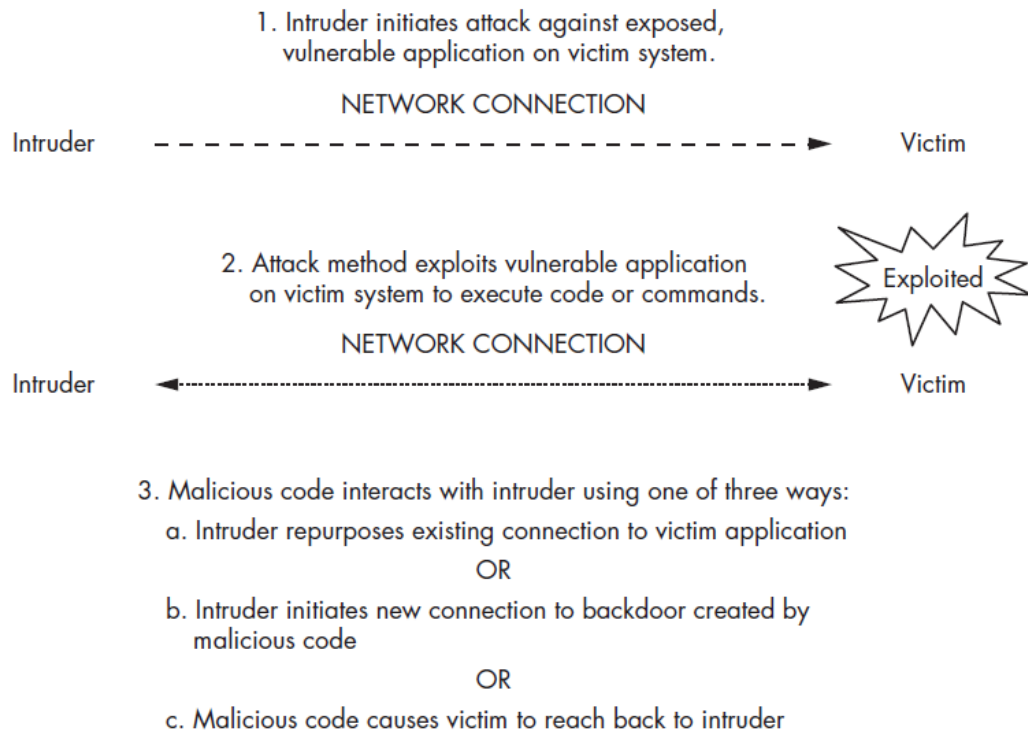 1. Intruder initiates attack against exposed,
vulnerable application on victim system.
NETWORK CONNECTION
Intruder
Victim
2. Attack method exploits vulnerable application
on victim system to execute code or commands.
Exploited
NETWORK CONNECTION
Intruder
Victim
3. Malicious code interacts with intruder using one of three ways:
a. Intruder repurposes existing connection to victim application
OR
b. Intruder initiates new connection to backdoor created by
malicious code
OR
c. Malicious code causes victim to reach back to intruder